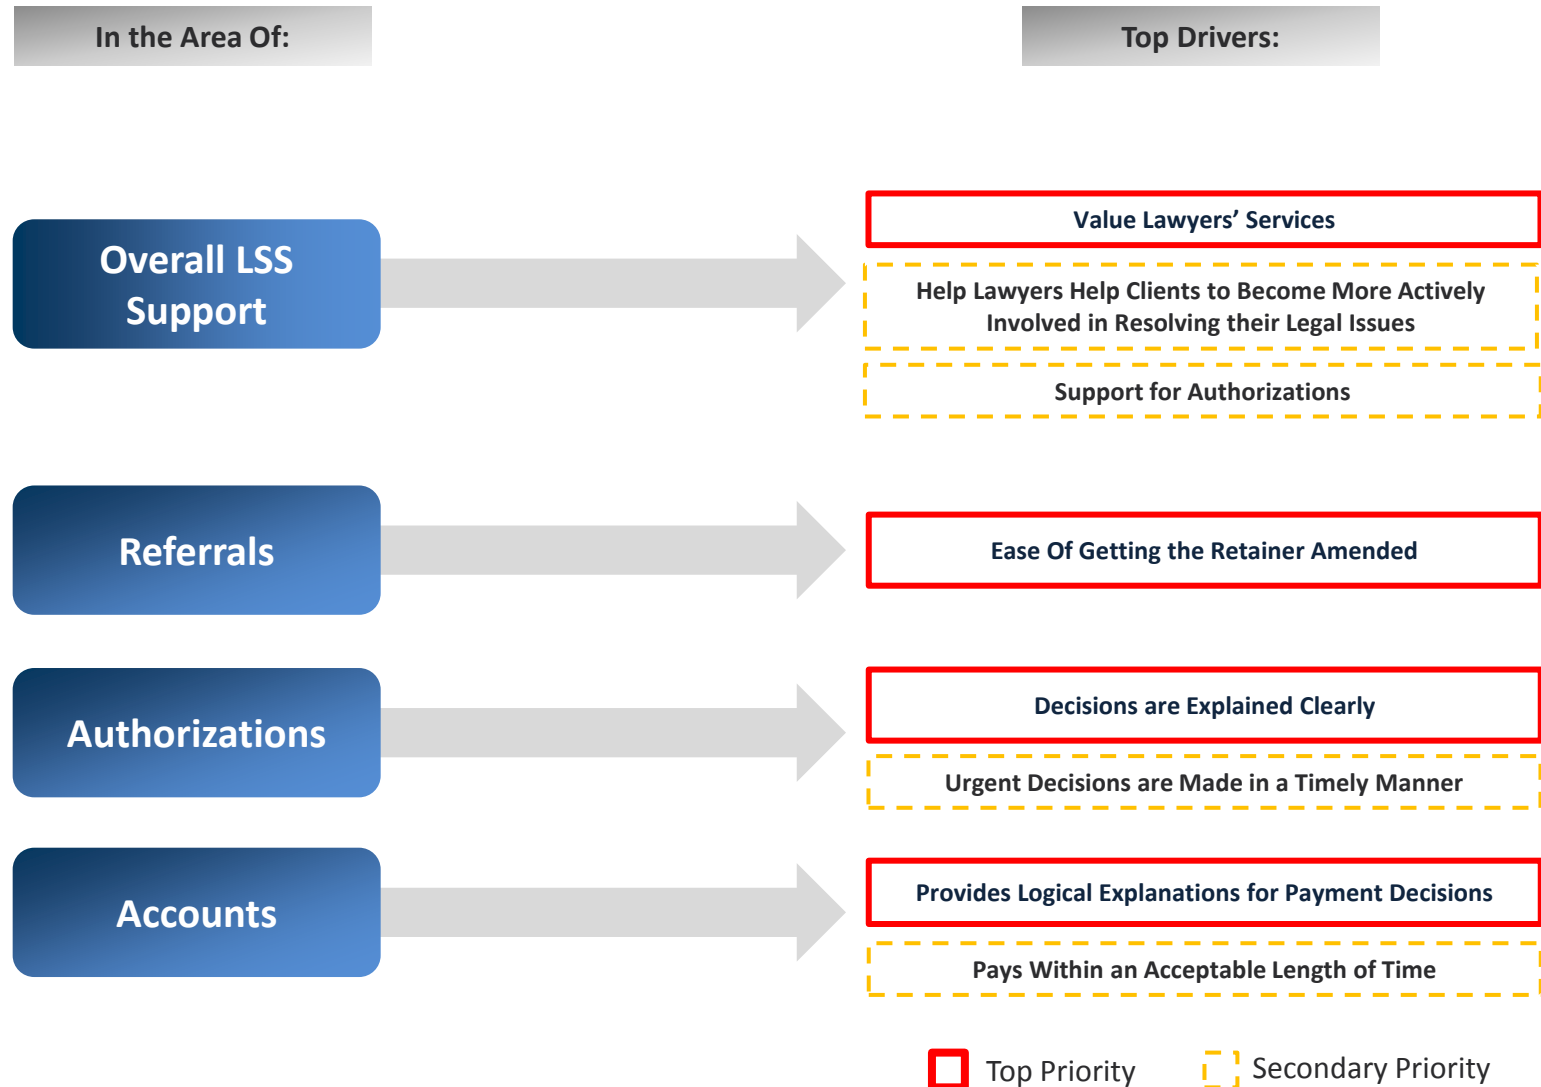 In the Area Of:
Top Drivers:
Overall LSS
Support
Value Lawyers’ Services
Help Lawyers Help Clients to Become More Actively
Involved in Resolving their Legal Issues
Support for Authorizations
Referrals
Ease Of Getting the Retainer Amended
Authorizations
Decisions are Explained Clearly
Urgent Decisions are Made in a Timely Manner
Accounts
Provides Logical Explanations for Payment Decisions
Pays Within an Acceptable Length of Time
Top Priority
Secondary Priority